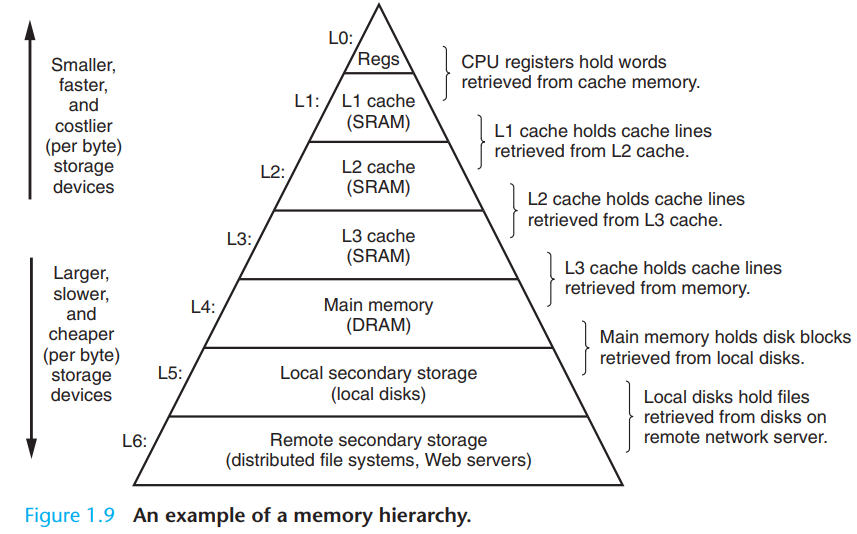 Smaller,
faster,
and
costlier
(per byte)
storage
devices
Larger,
slower,
and
cheaper
(per byte)
storage
devices
L0:
Regs
CPU registers hold words
retrieved from cache memory.
L1:
L1 cache
(SRAM)
L1 cache holds cache lines
retrieved from L2 cache.
L2:
L2 cache
(SRAM)
L2 cache holds cache lines
retrieved from L3 cache.
L3:
L3 cache
(SRAM)
L3 cache holds cache lines
retrieved from memory.
L4:
Main memory
(DRAM)
Main memory holds disk blocks
retrieved from local disks.
L5:
Local secondary storage
(local disks)
Local disks hold files
retrieved from disks on
remote network server.
L6:
Remote secondary storage
(distributed file systems, Web servers)
Figure 1.9 An example of a memory hierarchy.